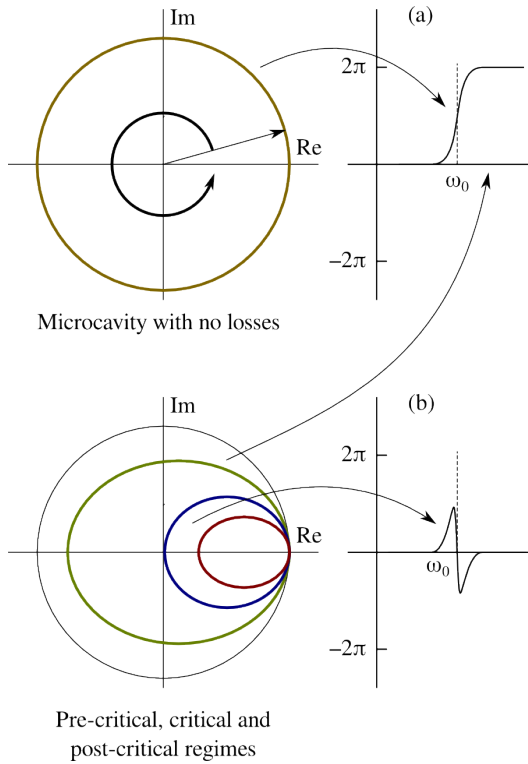 Im
(a)
2π
Re
ω₀
−2π
Microcavity with no losses
Im
(b)
2π
Re
ω₀
−2π
Pre-critical, critical and
post-critical regimes